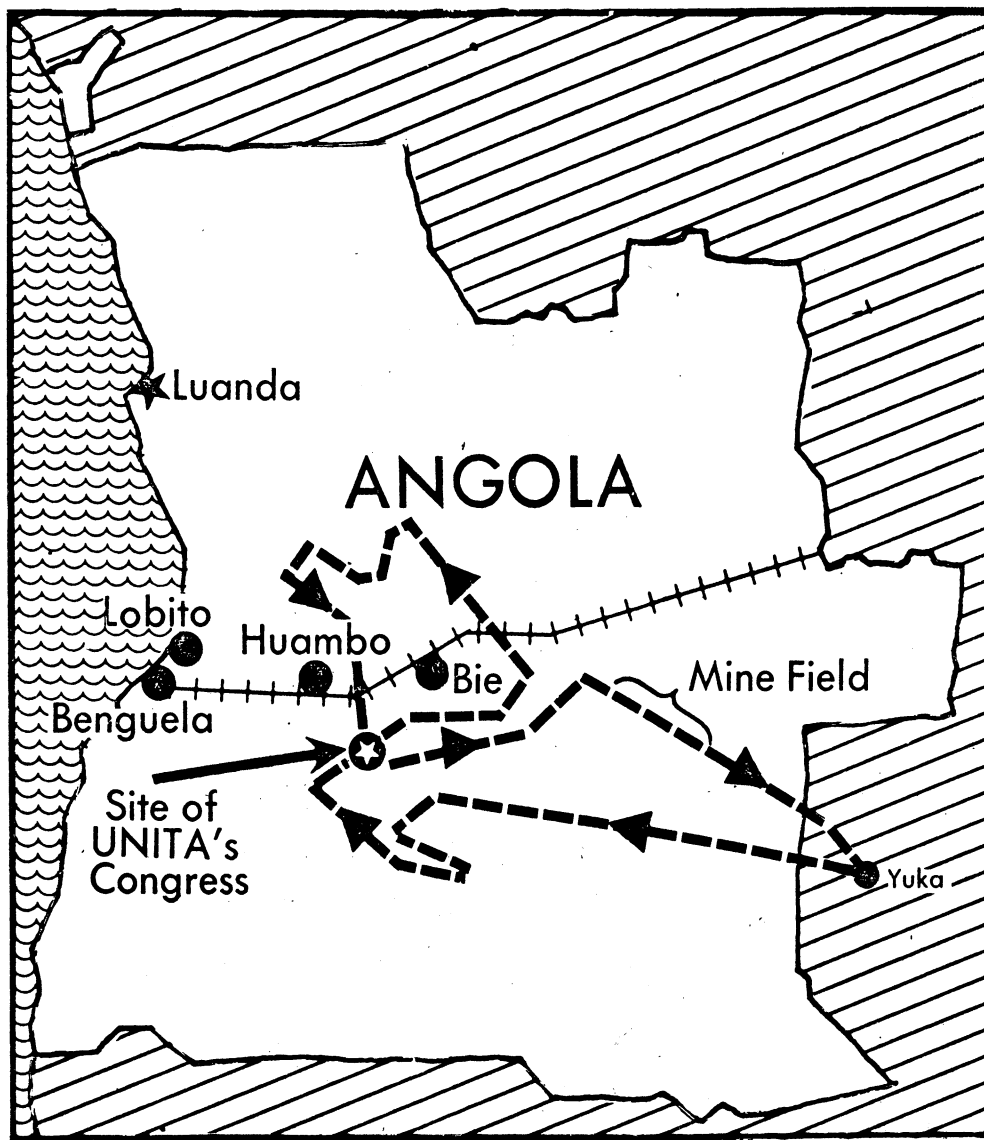 Luanda
ANGOLA
Lobito
Huambo
Bie
Mine Field
Benguela
Site of
UNITA's
Congress
Yuka